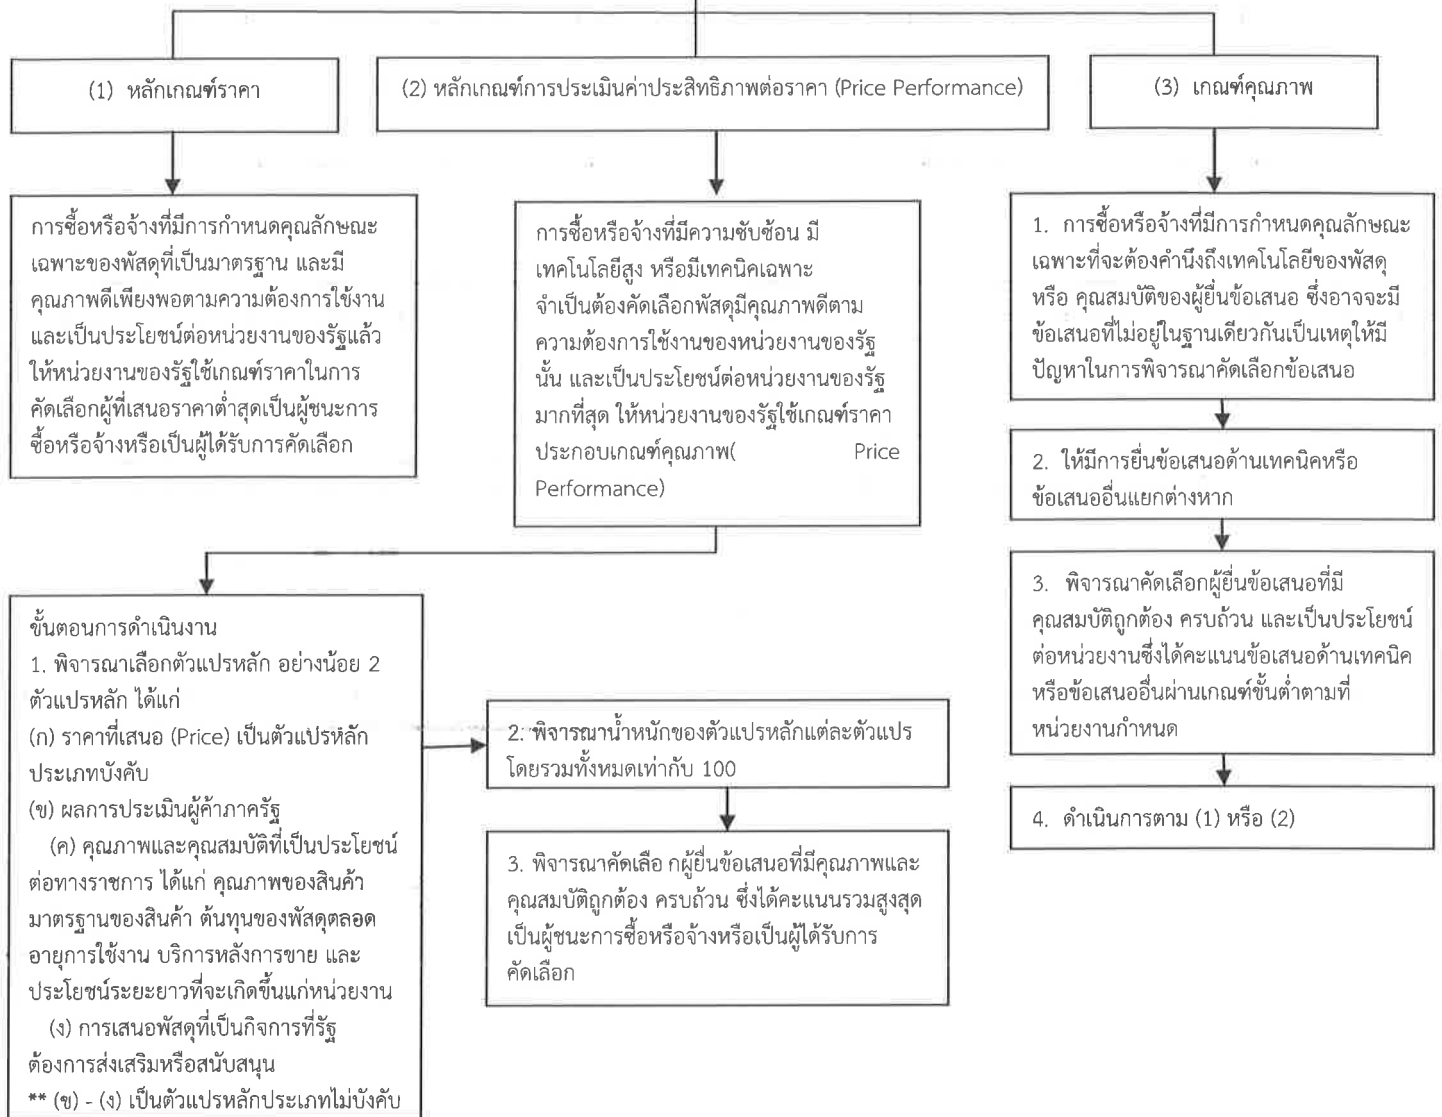 (1) หลักเกณฑ์ราคา
(2) หลักเกณฑ์การประเมินค่าประสิทธิภาพต่อราคา (Price Performance)
(3) เกณฑ์คุณภาพ
การซื้อหรือจ้างที่มีการกำหนดคุณลักษณะ
เฉพาะของพัสดุที่เป็นมาตรฐาน และมี
คุณภาพดีเพียงพอตามความต้องการใช้งาน
และเป็นประโยชน์ต่อหน่วยงานของรัฐแล้ว
ให้หน่วยงานของรัฐใช้เกณฑ์ราคาในการ
คัดเลือกผู้ที่เสนอราคาต่ำสุดเป็นผู้ชนะการ
ซื้อหรือจ้างหรือเป็นผู้ได้รับการคัดเลือก
การซื้อหรือจ้างที่มีความซับซ้อน มี
เทคโนโลยีสูง หรือมีเทคนิคเฉพาะ
จำเป็นต้องคัดเลือกพัสดุมีคุณภาพดีตาม
ความต้องการใช้งานของหน่วยงานของรัฐ
นั้น และเป็นประโยชน์ต่อหน่วยงานของรัฐ
มากที่สุด ให้หน่วยงานของรัฐใช้เกณฑ์ราคา
ประกอบเกณฑ์คุณภาพ( Price
Performance)
1. การซื้อหรือจ้างที่มีการกำหนดคุณลักษณะ
เฉพาะที่จะต้องคำนึงถึงเทคโนโลยีของพัสดุ
หรือ คุณสมบัติของผู้ยื่นข้อเสนอ ซึ่งอาจจะมี
ข้อเสนอที่ไม่อยู่ในฐานเดียวกันเป็นเหตุให้มี
ปัญหาในการพิจารณาคัดเลือกข้อเสนอ
2. ให้มีการยื่นข้อเสนอด้านเทคนิคหรือ
ข้อเสนออื่นแยกต่างหาก
3. พิจารณาคัดเลือกผู้ยื่นข้อเสนอที่มี
คุณสมบัติถูกต้อง ครบถ้วน และเป็นประโยชน์
ต่อหน่วยงานซึ่งได้คะแนนข้อเสนอด้านเทคนิค
หรือข้อเสนออื่นผ่านเกณฑ์ขั้นต่ำตามที่
หน่วยงานกำหนด
4. ดำเนินการตาม (1) หรือ (2)
ขั้นตอนการดำเนินงาน
1. พิจารณาเลือกตัวแปรหลัก อย่างน้อย 2
ตัวแปรหลัก ได้แก่
(ก) ราคาที่เสนอ (Price) เป็นตัวแปรหลัก
ประเภทบังคับ
(ข) ผลการประเมินผู้ค้าภาครัฐ
(ค) คุณภาพและคุณสมบัติที่เป็นประโยชน์
ต่อทางราชการ ได้แก่ คุณภาพของสินค้า
มาตรฐานของสินค้า ต้นทุนของพัสดุตลอด
อายุการใช้งาน บริการหลังการขาย และ
ประโยชน์ระยะยาวที่จะเกิดขึ้นแก่หน่วยงาน
(ง) การเสนอพัสดุที่เป็นกิจการที่รัฐ
ต้องการส่งเสริมหรือสนับสนุน
** (ข) - (ง) เป็นตัวแปรหลักประเภทไม่บังคับ
2. พิจารณาน้ำหนักของตัวแปรหลักแต่ละตัวแปร
โดยรวมทั้งหมดเท่ากับ 100
3. พิจารณาคัดเลือ กผู้ยื่นข้อเสนอที่มีคุณภาพและ
คุณสมบัติถูกต้อง ครบถ้วน ซึ่งได้คะแนนรวมสูงสุด
เป็นผู้ชนะการซื้อหรือจ้างหรือเป็นผู้ได้รับการ
คัดเลือก